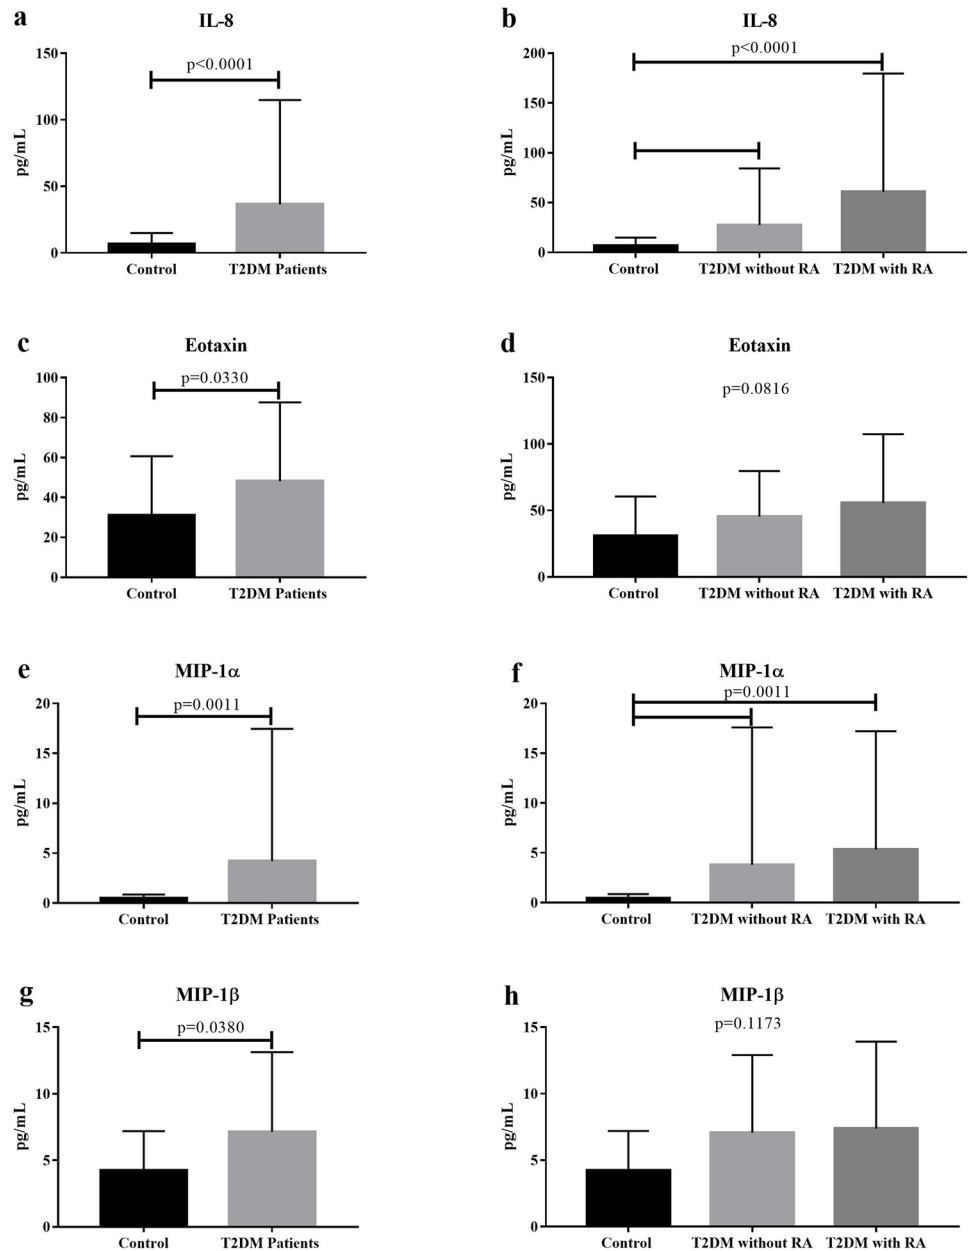 a
IL-8
150
100
50
0
pg/mL
p<0.0001
Control
T2DM Patients
b
IL-8
200
150
100
50
0
pg/mL
p<0.0001
Control
T2DM without RA
T2DM with RA
c
Eotaxin
100
80
60
40
20
0
pg/mL
p=0.0330
Control
T2DM Patients
d
Eotaxin
150
100
50
0
pg/mL
p=0.0816
Control
T2DM without RA
T2DM with RA
e
MIP-1α
20
15
10
5
0
pg/mL
p=0.0011
Control
T2DM Patients
f
MIP-1α
20
15
10
5
0
pg/mL
p=0.0011
Control
T2DM without RA
T2DM with RA
g
MIP-1β
15
10
5
0
pg/mL
p=0.0380
Control
T2DM Patients
h
MIP-1β
15
10
5
0
pg/mL
p=0.1173
Control
T2DM without RA
T2DM with RA